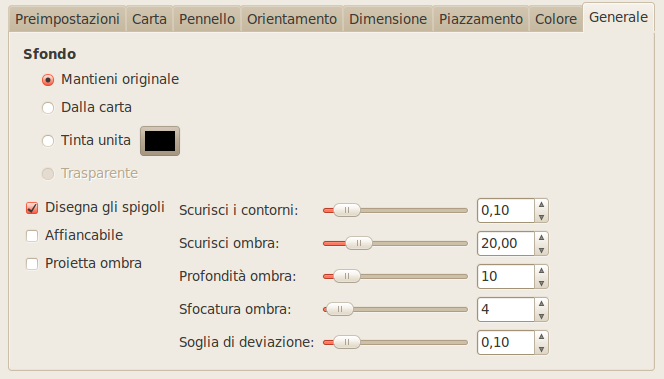 Preimpostazioni Carta Pennello Orientamento Dimensione Piazzamento Colore Generale
Sfondo
Mantieni originale
Dalla carta
Tinta unita
Trasparente
Disegna gli spigoli
Affiancabile
Proietta ombra
Scurisci i contorni: 0,10
Scurisci ombra: 20,00
Profondità ombra: 10
Sfocatura ombra: 4
Soglia di deviazione: 0,10